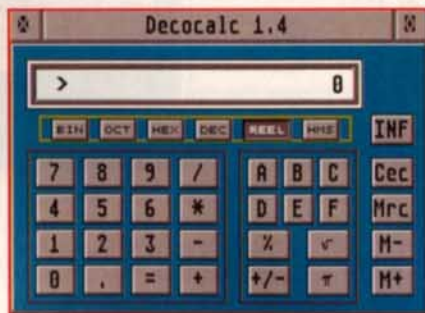 Decocalc 1.4
> 0
BIN OCT HEX DEC REEL HMS INF
7 8 9 / A B C Cec
4 5 6 * D E F Mrc
1 2 3 - % √ M-
0 . = + +/- π M+